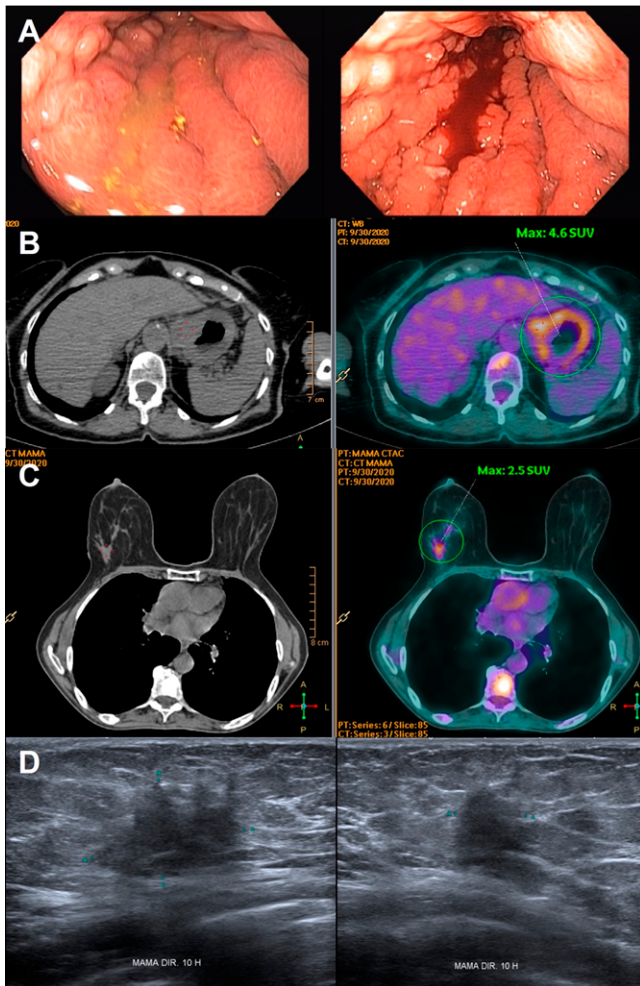 A
B
2020
7 cm
A
CT: WB
PT: 9/30/2020
CT: 9/30/2020
Max: 4.6 SUV
C
CT MAMA
9/30/2020
8 cm
A
R L
P
PT: MAMA CTAC
CT: CT MAMA
PT: 9/30/2020
CT: 9/30/2020
Max: 2.5 SUV
A
R L
P
PT:Series: 6/ Slice:85
CT:Series: 3/ Slice:85
D
MAMA DIR. 10 H
MAMA DIR. 10 H